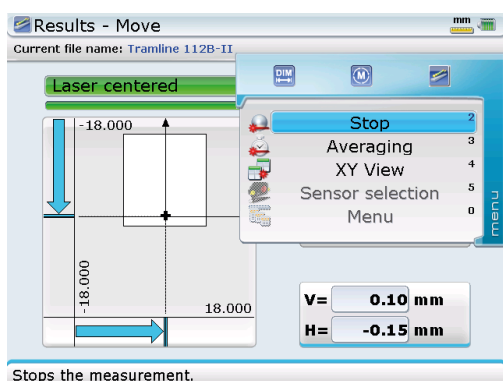 Results - Move
mm
Current file name: Tramline 112B-II
DIM
M
Laser centered
Stop 2
Averaging 3
XY View 4
Sensor selection 5
Menu 0
menu
-18.000
-18.000
18.000
V= 0.10 mm
H= -0.15 mm
Stops the measurement.